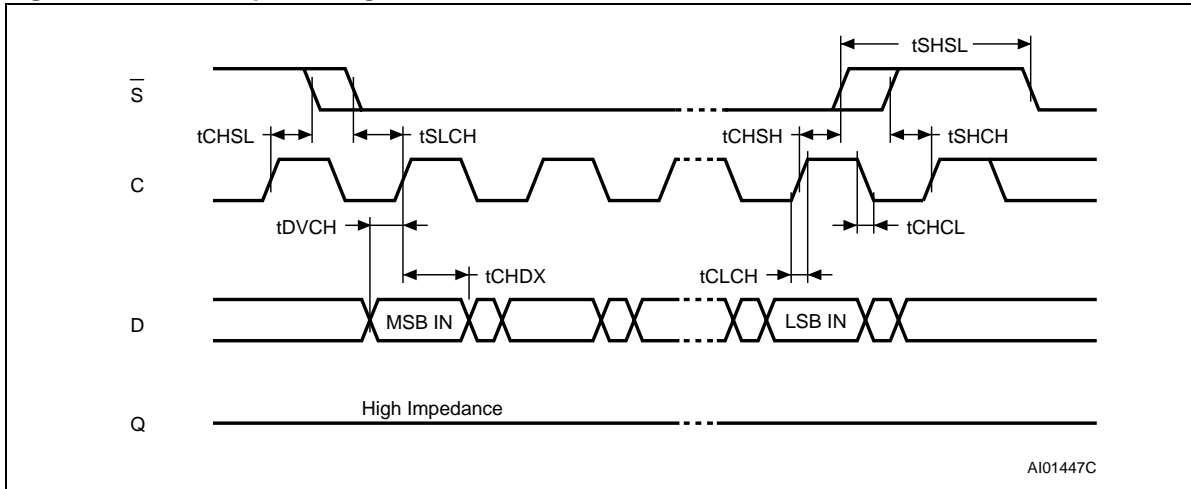 tSHSL
S
tCHSL
tSLCH
tCHSH
tSHCH
C
tDVCH
tCHCL
tCHDX
tCLCH
D
MSB IN
LSB IN
High Impedance
Q
AI01447C